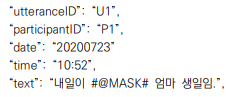 “utteranceID”: “U1”,
“participantID”: “P1”,
“date”: “20200723”
“time”: “10:52”,
“text”: “내일이 #@MASK# 엄마 생일임.”,